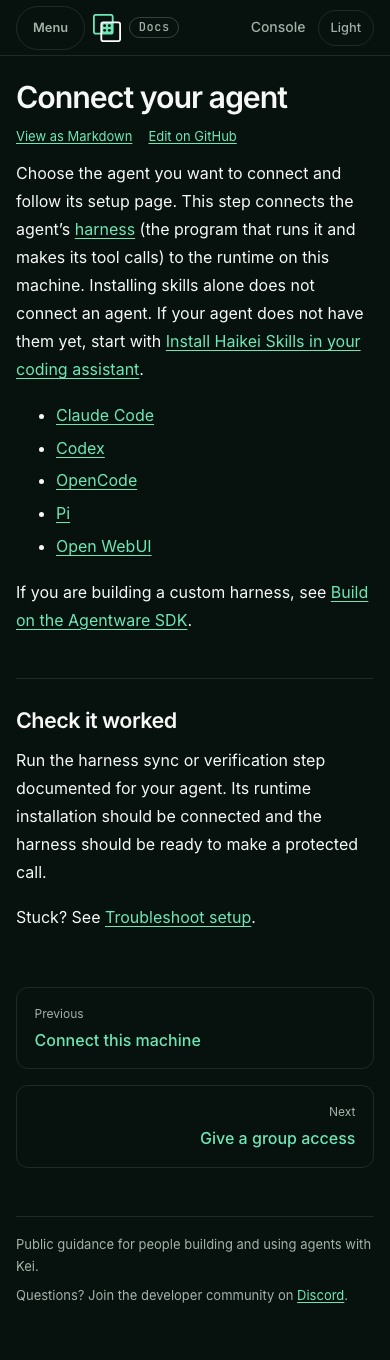 Menu
Docs
Console
Light
Connect your agent
View as Markdown
Edit on GitHub
Choose the agent you want to connect and
follow its setup page. This step connects the
agent’s harness (the program that runs it and
makes its tool calls) to the runtime on this
machine. Installing skills alone does not
connect an agent. If your agent does not have
them yet, start with Install Haikei Skills in your
coding assistant.
• Claude Code
• Codex
• OpenCode
• Pi
• Open WebUI
If you are building a custom harness, see Build
on the Agentware SDK.
Check it worked
Run the harness sync or verification step
documented for your agent. Its runtime
installation should be connected and the
harness should be ready to make a protected
call.
Stuck? See Troubleshoot setup.
Previous
Connect this machine
Next
Give a group access
Public guidance for people building and using agents with
Kei.
Questions? Join the developer community on Discord.